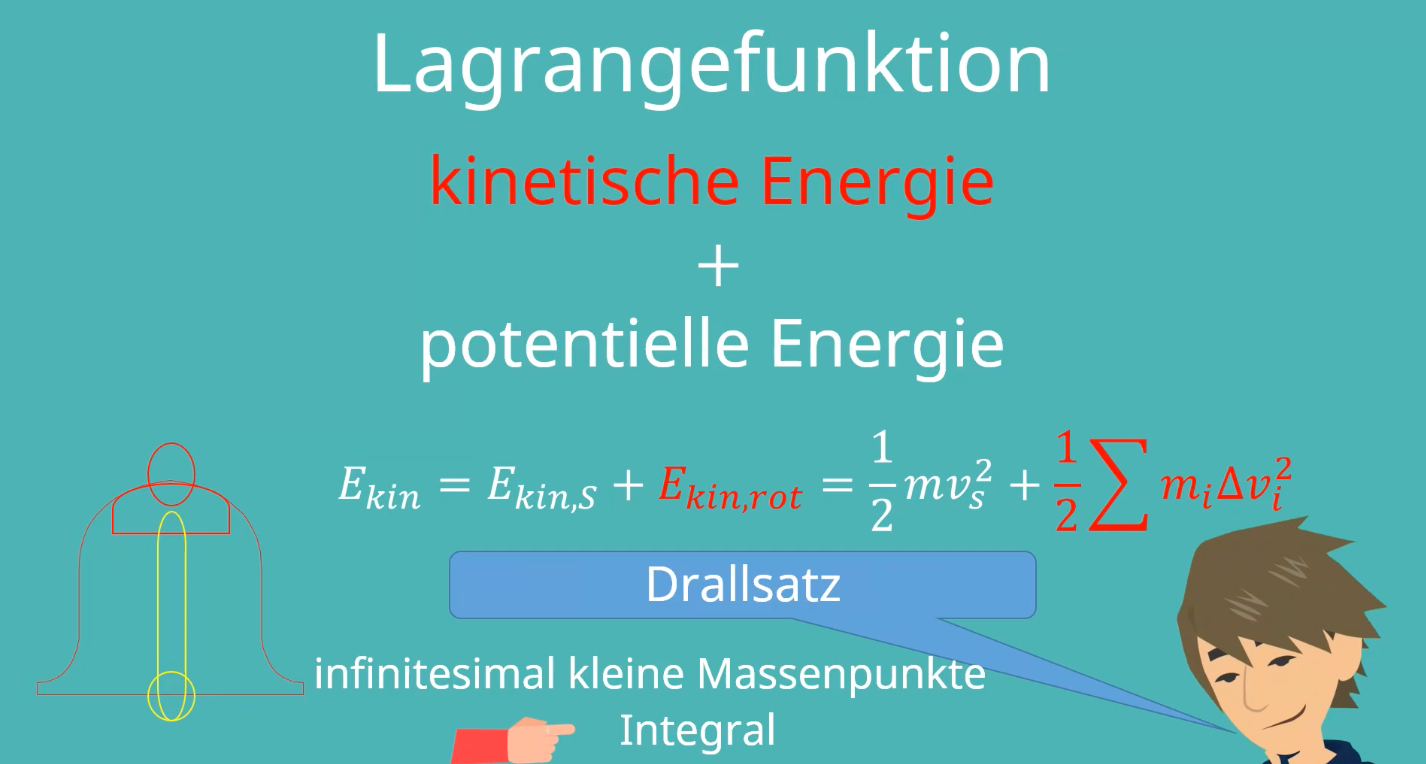 Lagrangefunktion
kinetische Energie
+
potentielle Energie
E_{kin} = E_{kin,S} + E_{kin,rot} = \frac{1}{2} m v_s^2 + \frac{1}{2} \sum m_i \Delta v_i^2
Drallsatz
infinitesimal kleine Massenpunkte
Integral